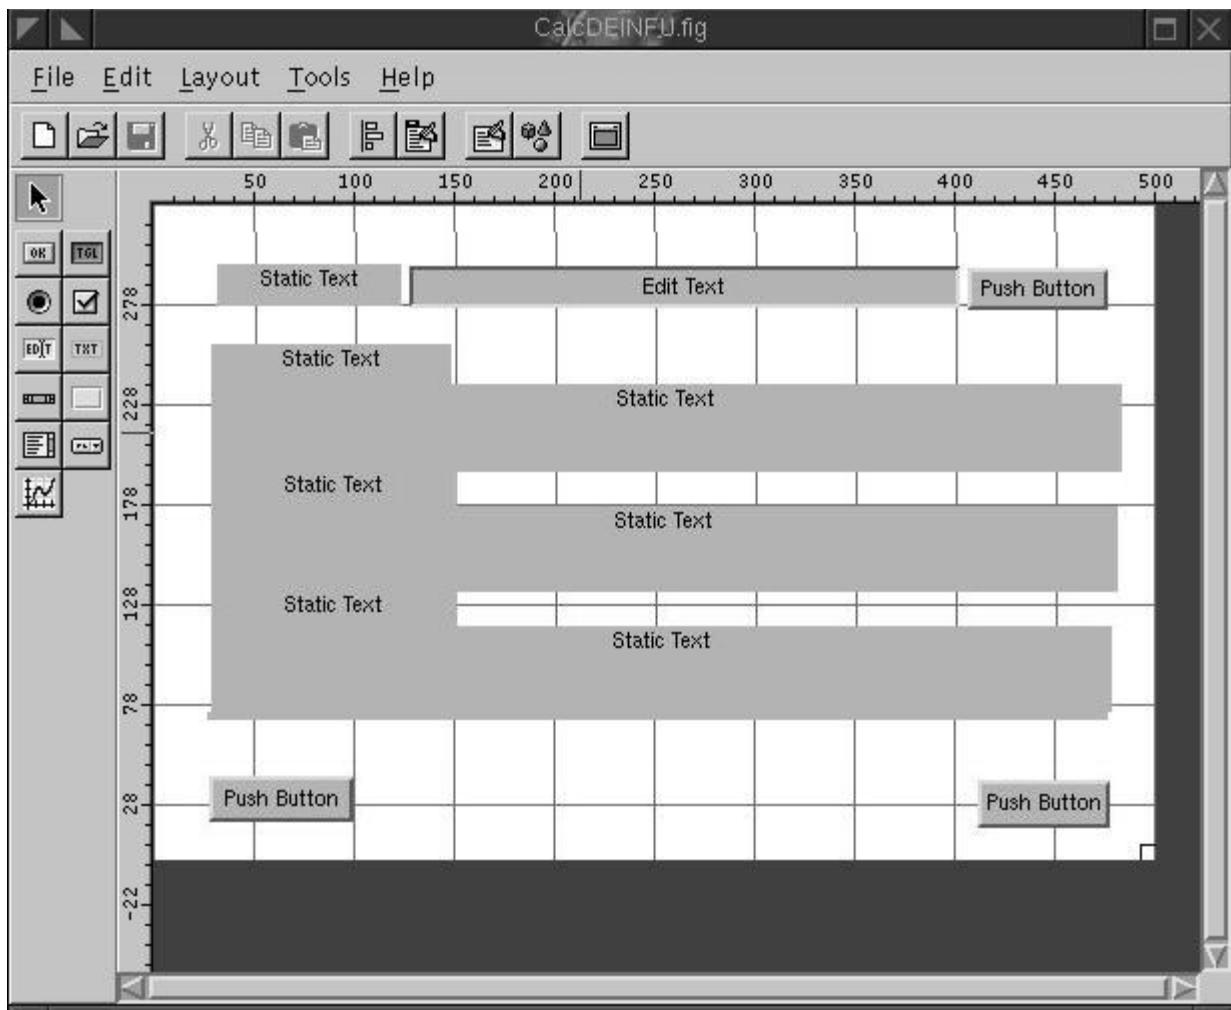 CalcDEINFU.fig
File Edit Layout Tools Help
50 100 150 200 250 300 350 400 450 500
OK TGL
EDIT TXT
278
228
178
128
78
28
-22
Static Text Edit Text Push Button
Static Text
Static Text
Static Text
Static Text
Static Text
Static Text
Push Button Push Button